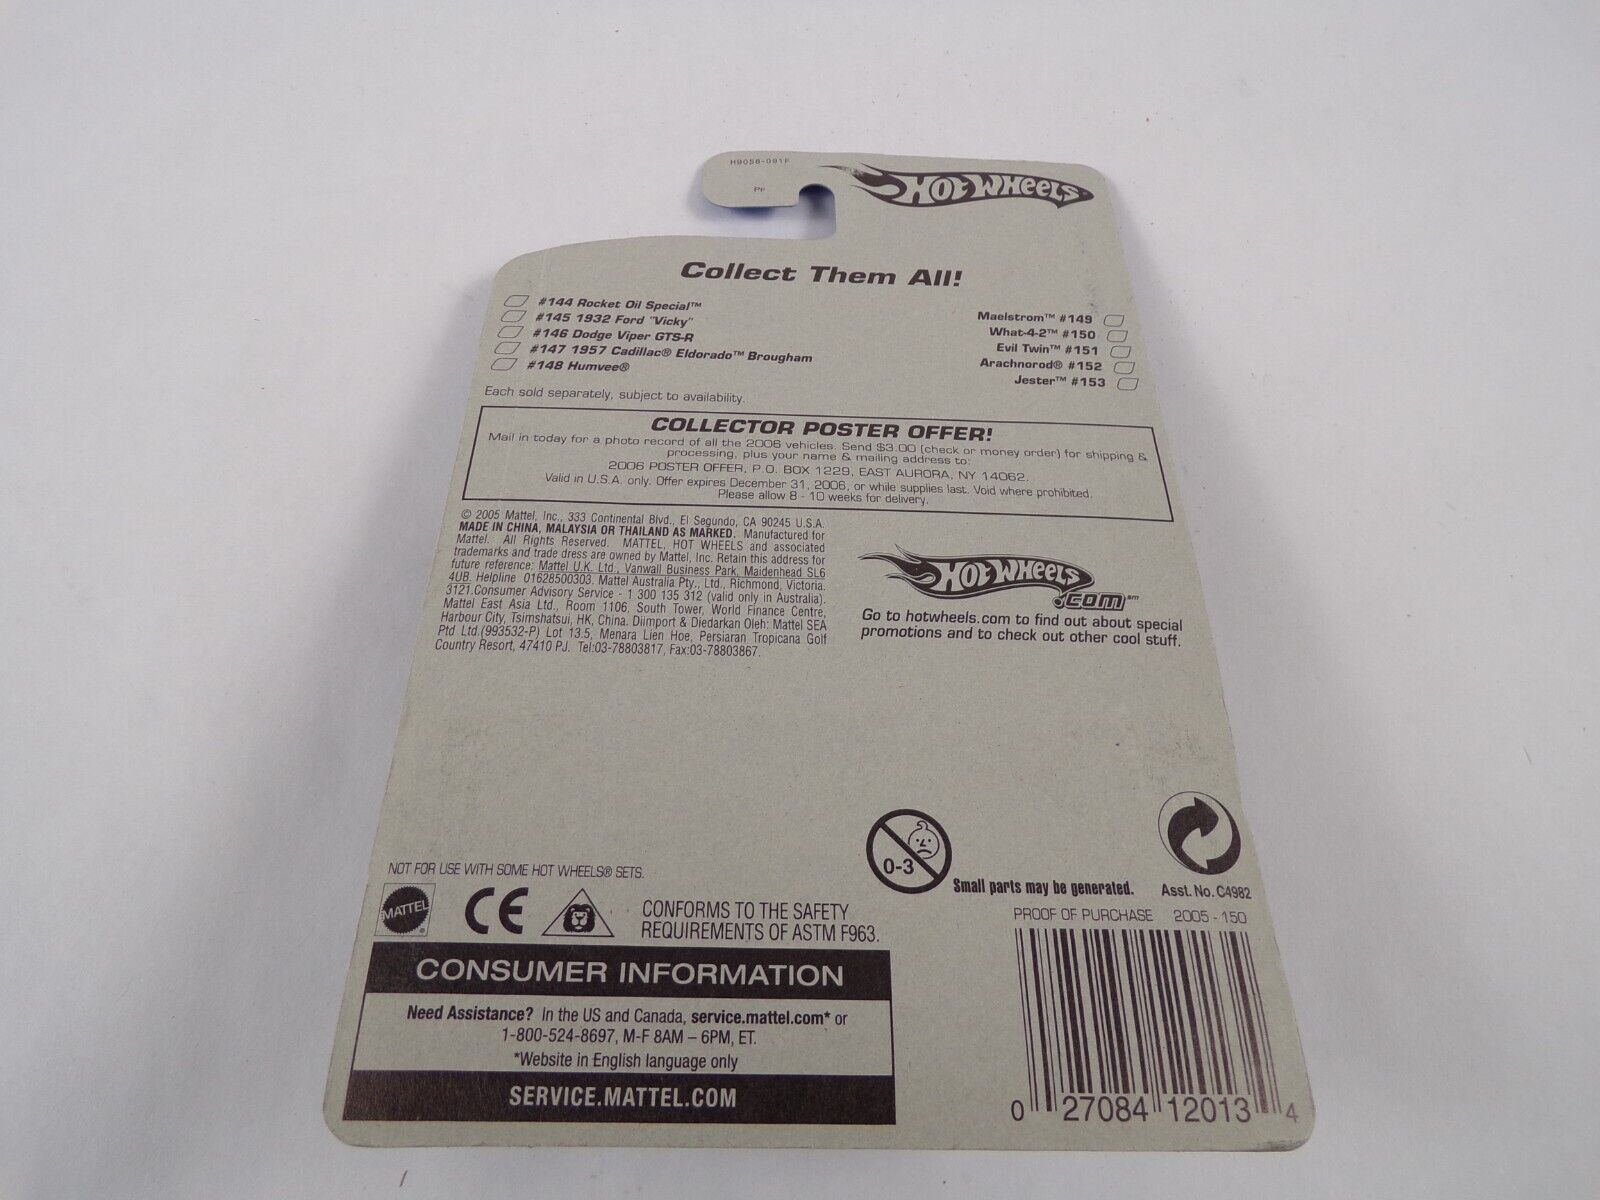 H9056-091F
PF
HOT WHEELS
Collect Them All!
#144 Rocket Oil Special™
#145 1932 Ford "Vicky"
#146 Dodge Viper GTS-R
#147 1957 Cadillac® Eldorado™ Brougham
#148 Humvee®
Maelstrom™ #149
What-4-2™ #150
Evil Twin™ #151
Arachnorod® #152
Jester™ #153
Each sold separately, subject to availability.
COLLECTOR POSTER OFFER!
Mail in today for a photo record of all the 2006 vehicles. Send $3.00 (check or money order) for shipping &
processing, plus your name & mailing address to:
2006 POSTER OFFER, P.O. BOX 1229, EAST AURORA, NY 14062.
Valid in U.S.A. only. Offer expires December 31, 2006, or while supplies last. Void where prohibited.
Please allow 8 - 10 weeks for delivery.
© 2005 Mattel, Inc., 333 Continental Blvd., El Segundo, CA 90245 U.S.A.
MADE IN CHINA, MALAYSIA OR THAILAND AS MARKED. Manufactured for
Mattel. All Rights Reserved. MATTEL, HOT WHEELS and associated
trademarks and trade dress are owned by Mattel, Inc. Retain this address for
future reference: Mattel U.K. Ltd., Vanwall Business Park, Maidenhead SL6
4UB. Helpline 01628500303. Mattel Australia Pty., Ltd., Richmond, Victoria.
3121.Consumer Advisory Service - 1 300 135 312 (valid only in Australia).
Mattel East Asia Ltd., Room 1106, South Tower, World Finance Centre,
Harbour City, Tsimshatsui, HK, China. Diimport & Diedarkan Oleh: Mattel SEA
Ptd Ltd.(993532-P) Lot 13.5, Menara Lien Hoe, Persiaran Tropicana Golf
Country Resort, 47410 PJ. Tel:03-78803817, Fax:03-78803867.
HOT WHEELS
.COM℠
Go to hotwheels.com to find out about special
promotions and to check out other cool stuff.
0-3
Small parts may be generated.
Asst. No. C4982
NOT FOR USE WITH SOME HOT WHEELS® SETS.
MATTEL®
CE
CONFORMS TO THE SAFETY
REQUIREMENTS OF ASTM F963.
PROOF OF PURCHASE 2005 - 150
CONSUMER INFORMATION
Need Assistance? In the US and Canada, service.mattel.com* or
1-800-524-8697, M-F 8AM – 6PM, ET.
*Website in English language only
SERVICE.MATTEL.COM
0 27084 12013 4